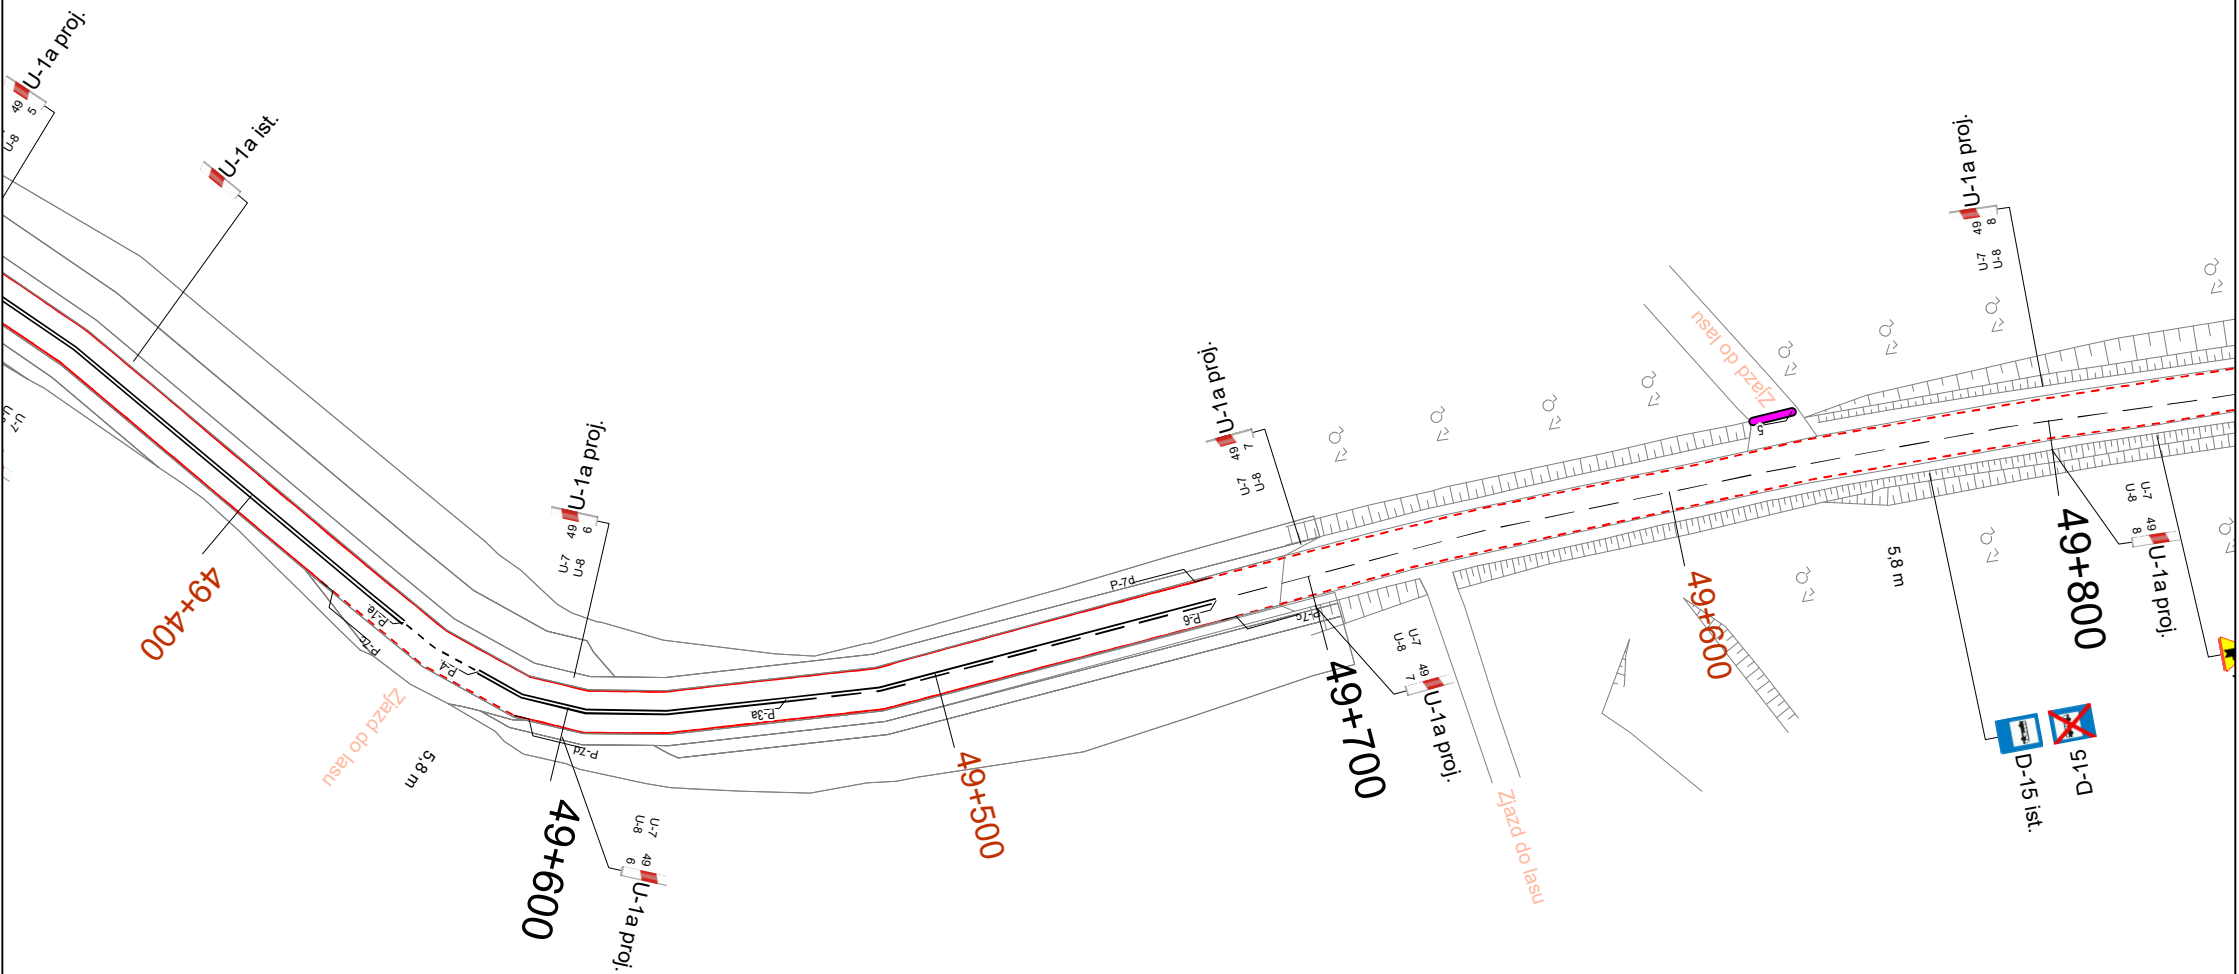 U-1a proj.
49
5
U-8
U-1a ist.
U-7
49+400
P-1e
P-7c
P-4
Zjazd do lasu
5,8 m
U-1a proj.
49
6
U-7
U-8
P-7d
P-3a
49+600
U-7
U-8
49
6
U-1a proj.
49+500
P-7d
P-6
P-7c
U-1a proj.
7
49
U-8
U-7
U-7
U-8
49
7
U-1a proj.
49+700
Zjazd do lasu
Zjazd do lasu
5
49+600
U-1a proj.
8
49
U-8
U-7
5,8 m
49+800
U-7
U-8
49
8
U-1a proj.
D-15 ist.
D-15